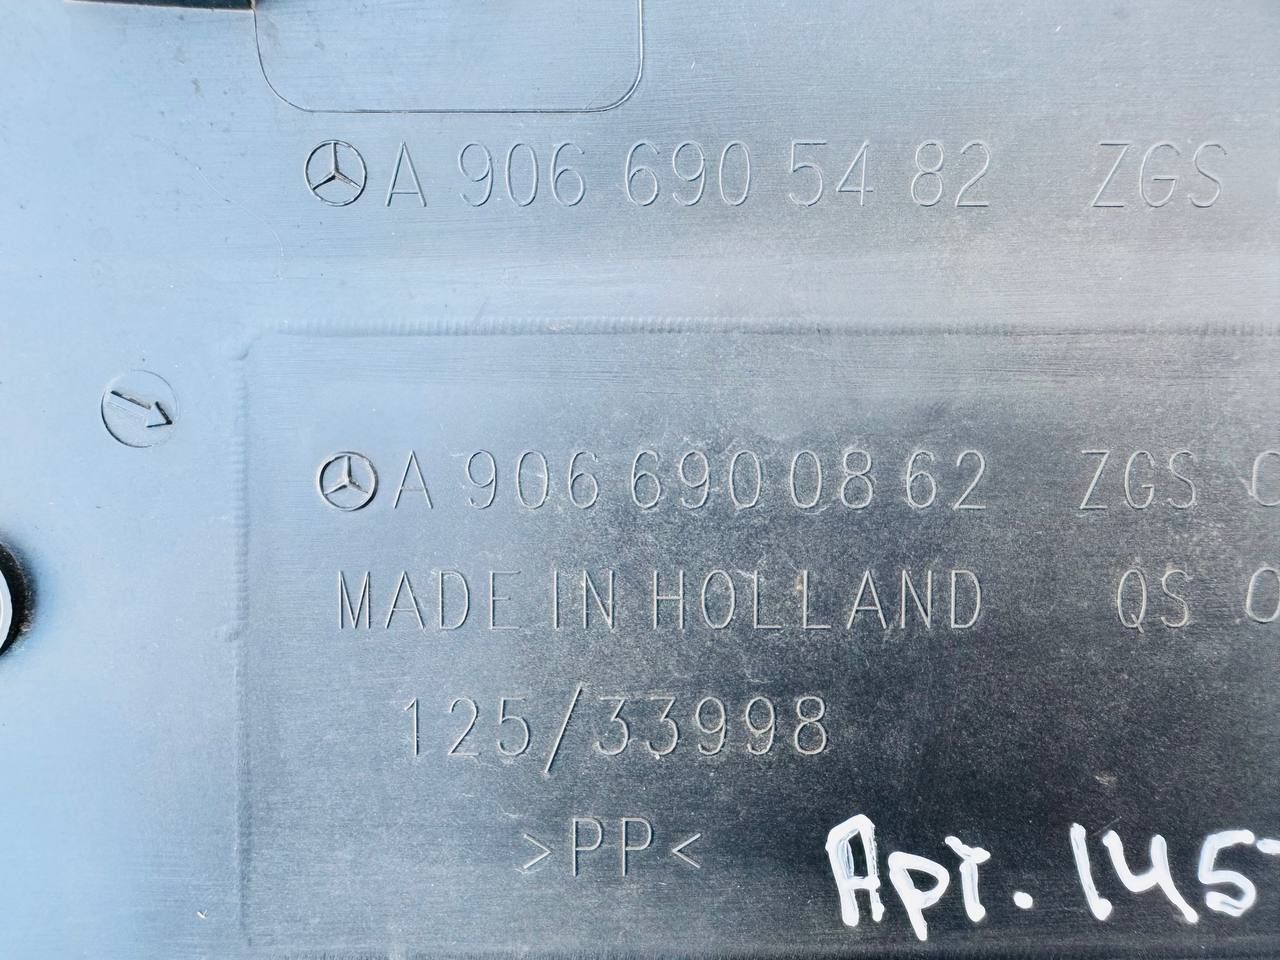 A 906 690 54 82 ZGS
A 906 690 08 62 ZGS
MADE IN HOLLAND QS
125/33998
>PP<
Арт. 145